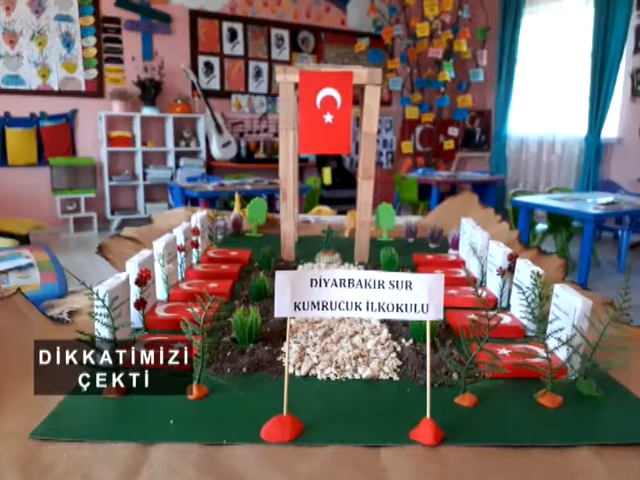 DİYARBAKIR SUR
KUMRUCUK İLKOKULU
DİKKATİMİZİ
ÇEKTİ